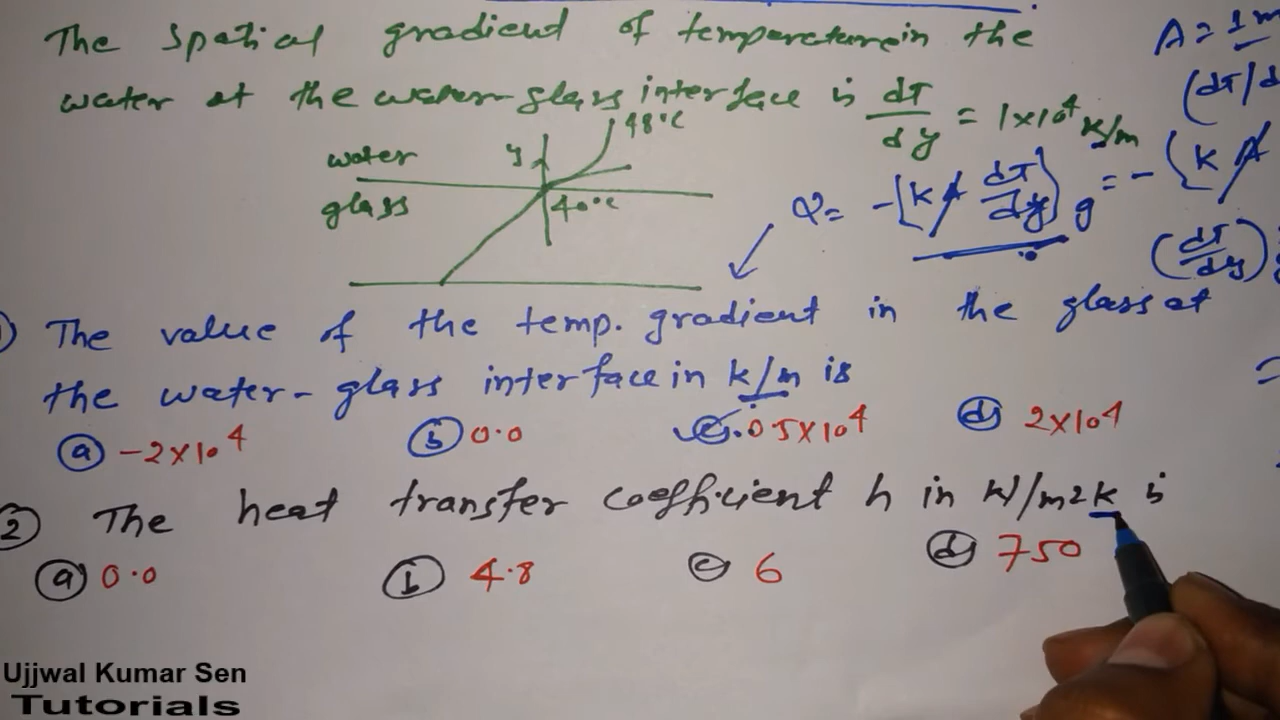 The spatial gradient of temperature in the
A = 1 m
water at the water-glass interface is dT/dy = 1×10⁴ K/m
(dT/d
water y 48°C
glass 40°C
Q = -[KA dT/dy]g = -[K A
(dT/dy)
1) The value of the temp. gradient in the glass at
the water-glass interface in k/m is
(a) -2×10⁴ (b) 0.0 (c) 0.5×10⁴ (d) 2×10⁴
2 The heat transfer coefficient h in W/m2k is
(a) 0.0 (b) 4.8 (c) 6 (d) 750
Ujjwal Kumar Sen
Tutorials